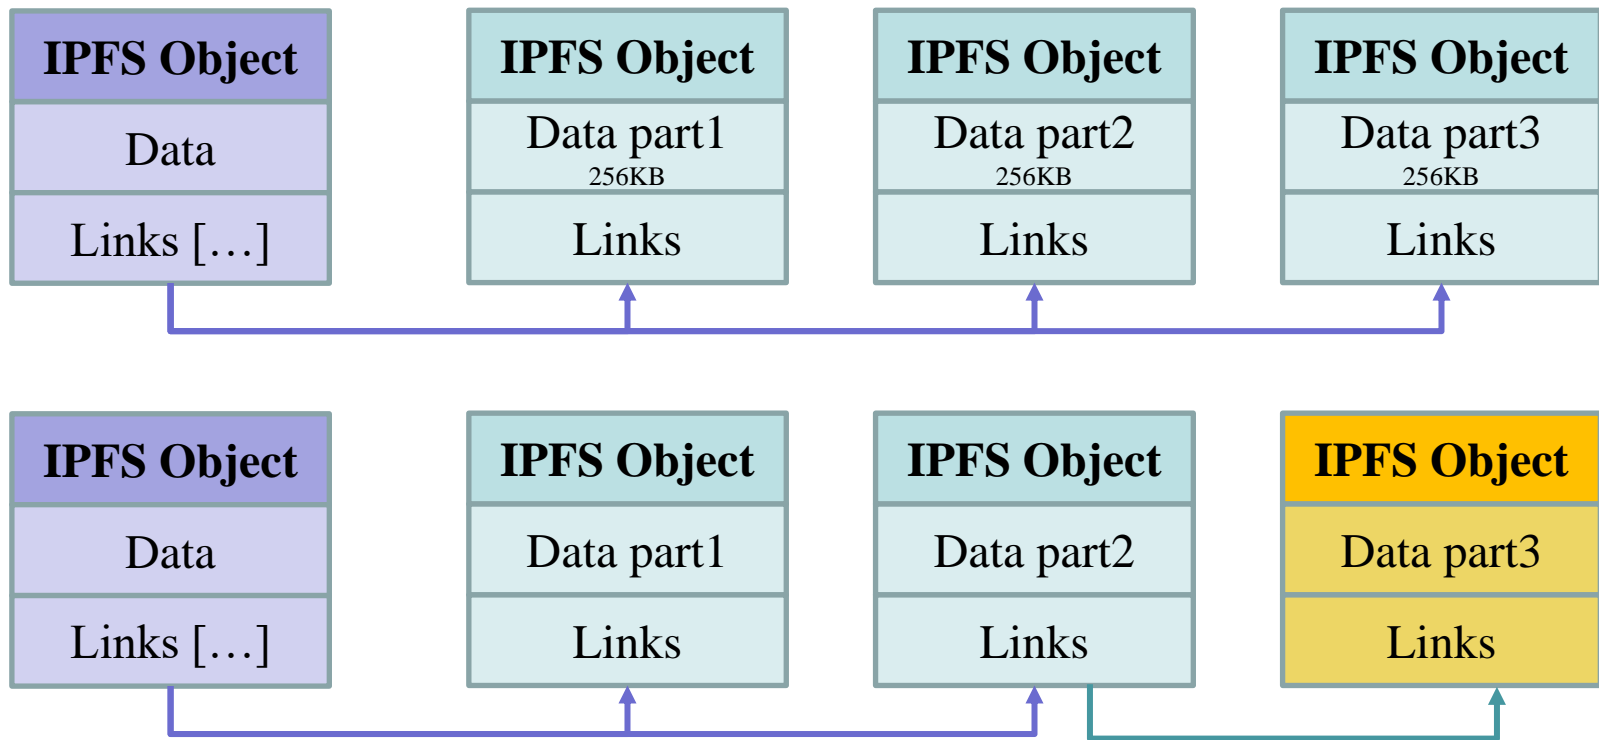 IPFS Object
IPFS Object
IPFS Object
IPFS Object
Data
Data part1
256KB
Data part2
256KB
Data part3
256KB
Links […]
Links
Links
Links
IPFS Object
IPFS Object
IPFS Object
IPFS Object
Data
Data part1
Data part2
Data part3
Links […]
Links
Links
Links